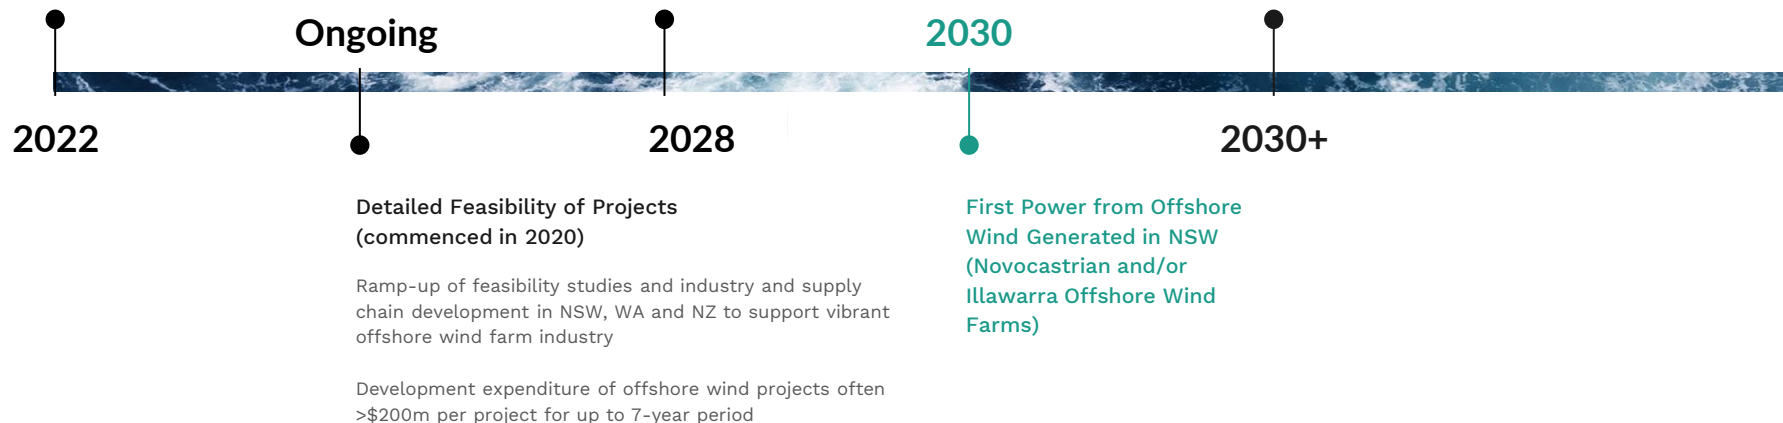 Ongoing
2030
2022
2028
2030+
Detailed Feasibility of Projects
(commenced in 2020)
Ramp-up of feasibility studies and industry and supply
chain development in NSW, WA and NZ to support vibrant
offshore wind farm industry
Development expenditure of offshore wind projects often
>$200m per project for up to 7-year period
First Power from Offshore
Wind Generated in NSW
(Novocastrian and/or
Illawarra Offshore Wind
Farms)